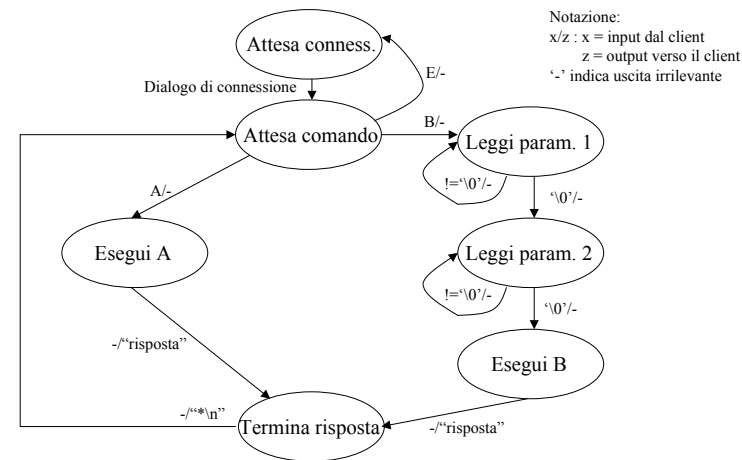 Notazione:
x/z : x = input dal client
z = output verso il client
‘-’ indica uscita irrilevante
Attesa conness.
Dialogo di connessione
E/-
Attesa comando
B/-
Leggi param. 1
!=‘\0’/-
‘\0’/-
A/-
Esegui A
Leggi param. 2
!=‘\0’/-
‘\0’/-
-/“risposta”
Esegui B
-/“*\n”
Termina risposta
-/“risposta”